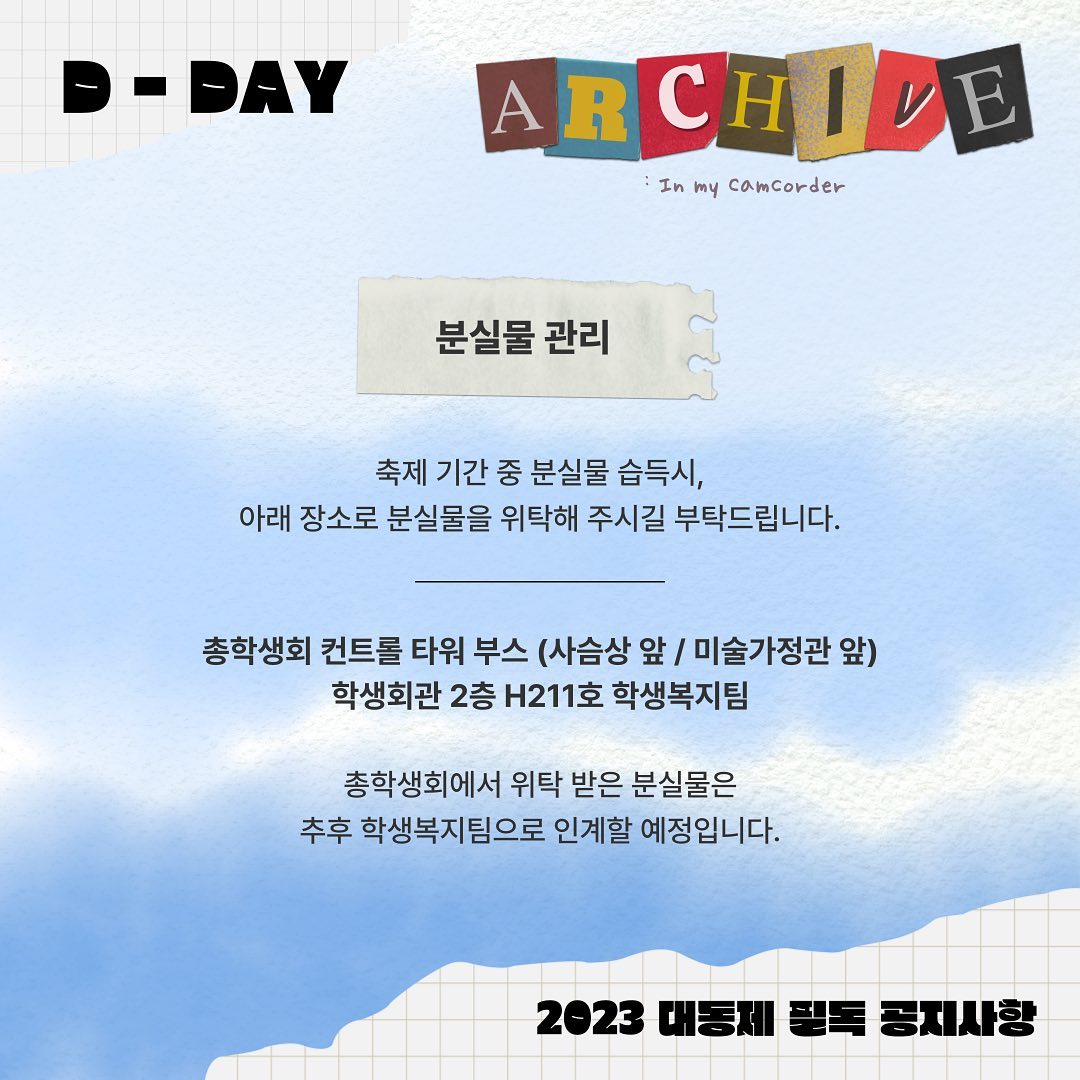 D - DAY
ARCHIVE
: In my Camcorder
분실물 관리
축제 기간 중 분실물 습득시,
아래 장소로 분실물을 위탁해 주시길 부탁드립니다.
총학생회 컨트롤 타워 부스 (사슴상 앞 / 미술가정관 앞)
학생회관 2층 H211호 학생복지팀
총학생회에서 위탁 받은 분실물은
추후 학생복지팀으로 인계할 예정입니다.
2023 대동제 필독 공지사항